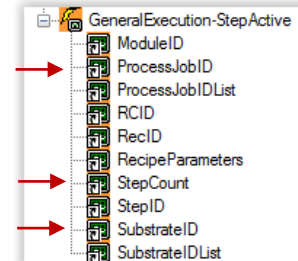 GeneralExecution-StepActive
ModuleID
ProcessJobID
ProcessJobIDList
RCID
RecID
RecipeParameters
StepCount
StepID
SubstrateID
SubstrateIDList